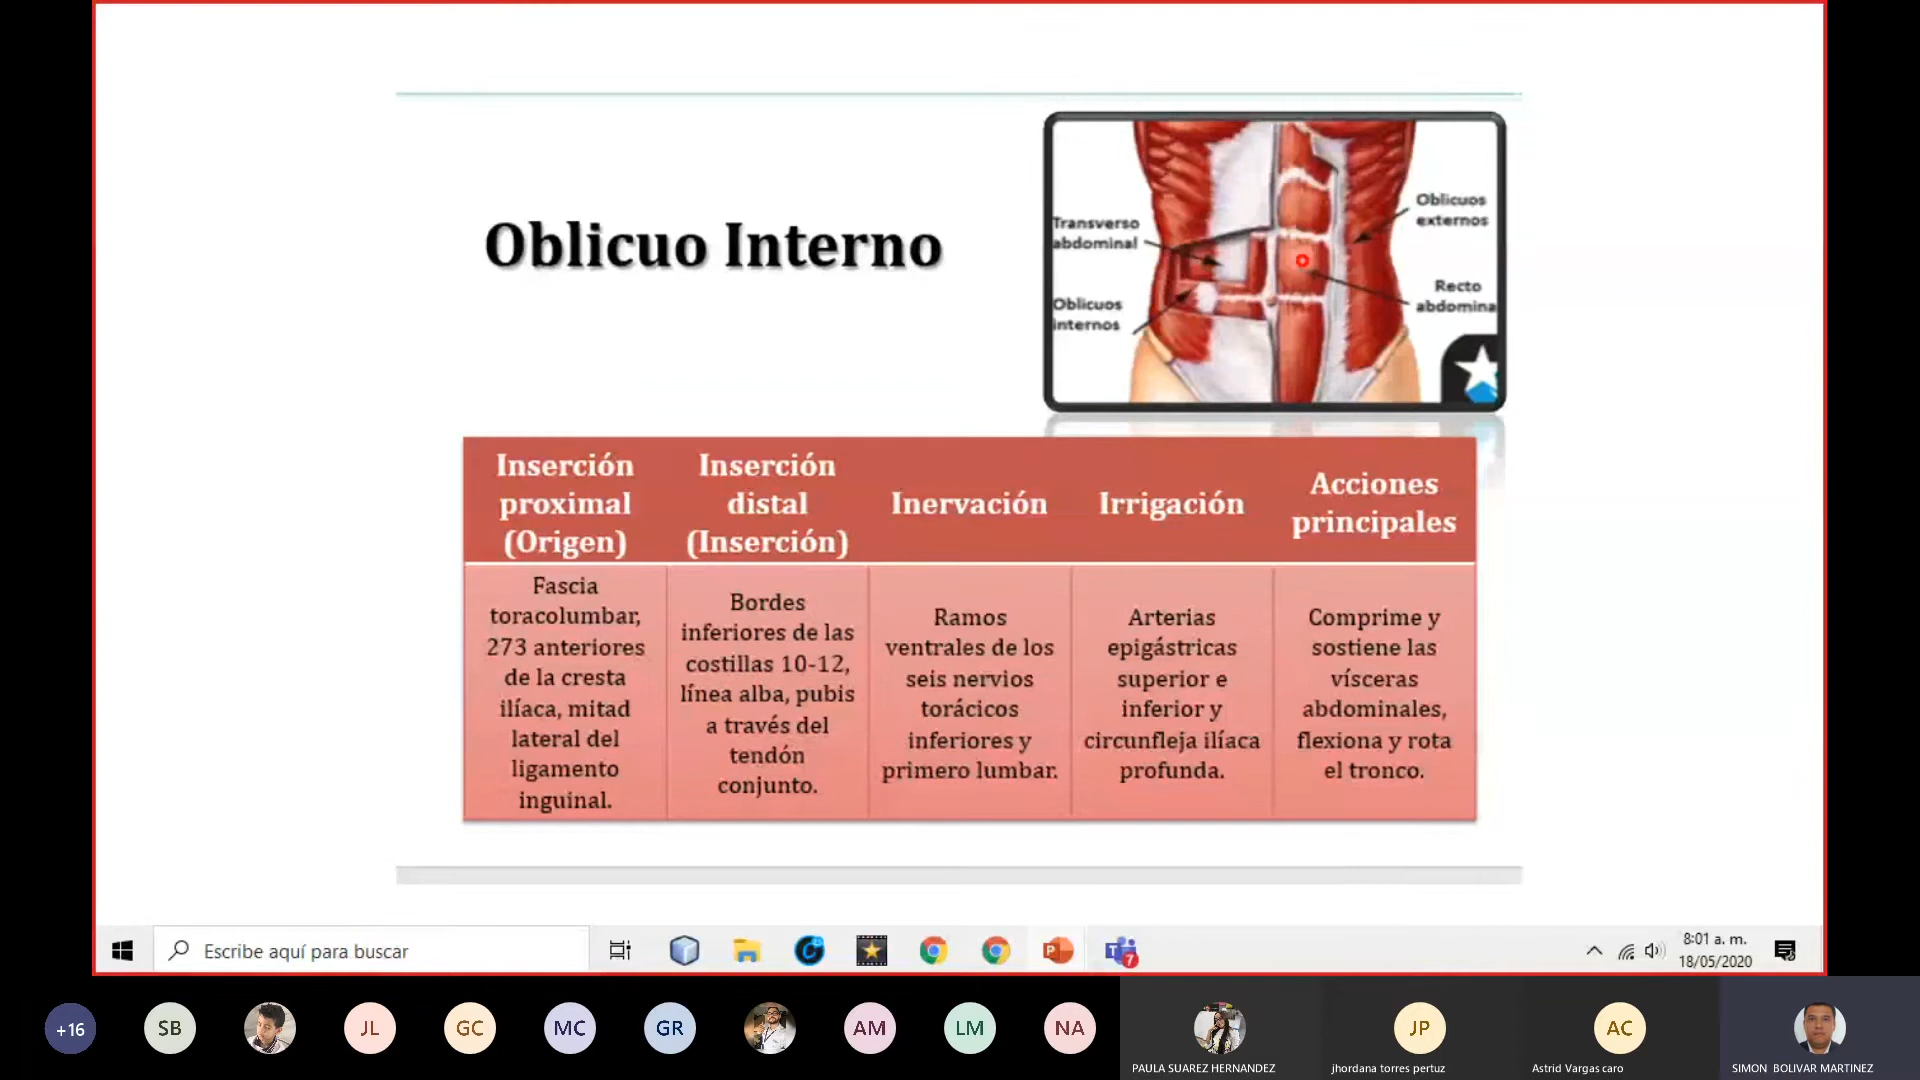 Oblicuo Interno
Transverso
abdominal
Oblicuos
internos
Oblicuos
externos
Recto
abdomina
Inserción
proximal
(Origen)
Inserción
distal
(Inserción)
Inervación
Irrigación
Acciones
principales
Fascia
toracolumbar,
273 anteriores
de la cresta
ilíaca, mitad
lateral del
ligamento
inguinal.
Bordes
inferiores de las
costillas 10-12,
línea alba, pubis
a través del
tendón
conjunto.
Ramos
ventrales de los
seis nervios
torácicos
inferiores y
primero lumbar.
Arterias
epigástricas
superior e
inferior y
circunfleja ilíaca
profunda.
Comprime y
sostiene las
vísceras
abdominales,
flexiona y rota
el tronco.
Escribe aquí para buscar
P
T
7
8:01 a. m.
18/05/2020
+16
SB
JL
GC
MC
GR
AM
LM
NA
PAULA SUAREZ HERNANDEZ
JP
jhordana torres pertuz
AC
Astrid Vargas caro
SIMON BOLIVAR MARTINEZ